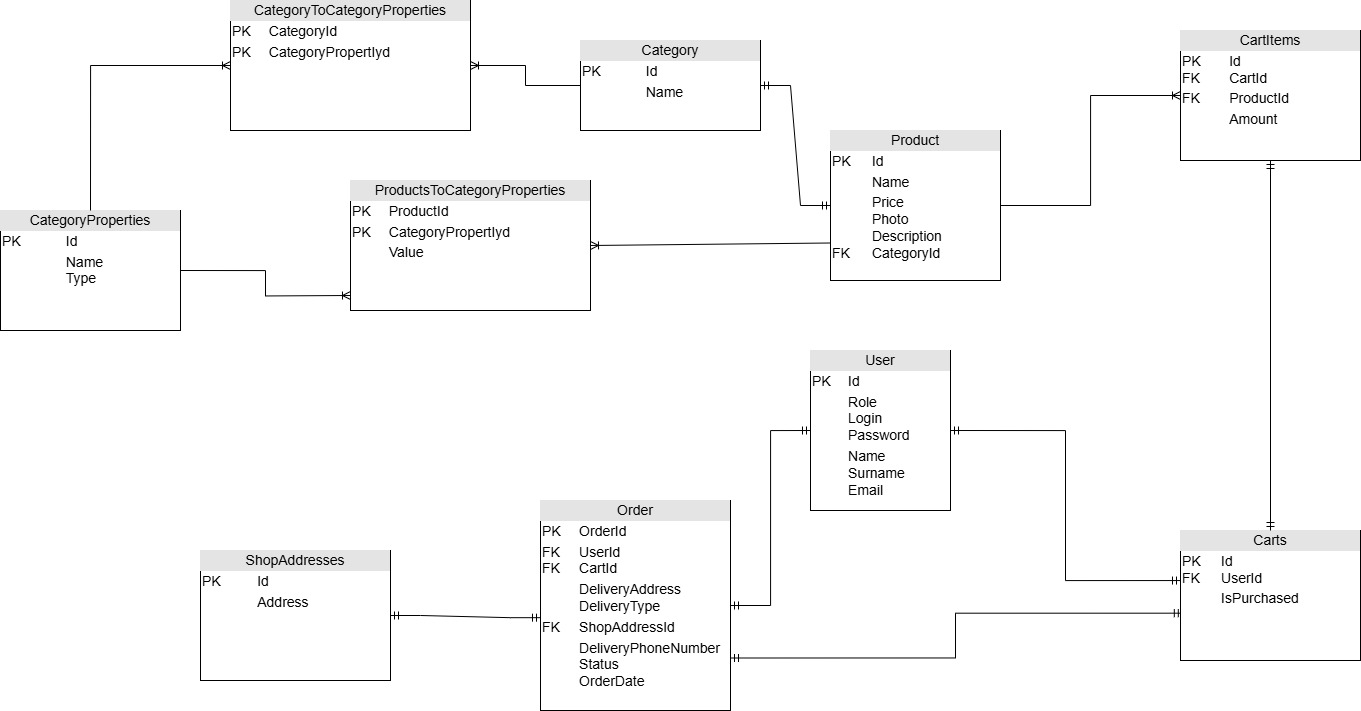 CategoryToCategoryProperties
PK CategoryId
PK CategoryPropertIyd
Category
PK Id
Name
CartItems
PK Id
FK CartId
FK ProductId
Amount
Product
PK Id
Name
Price
Photo
Description
FK CategoryId
ProductsToCategoryProperties
PK ProductId
PK CategoryPropertIyd
Value
CategoryProperties
PK Id
Name
Type
User
PK Id
Role
Login
Password
Name
Surname
Email
Order
PK OrderId
FK UserId
FK CartId
DeliveryAddress
DeliveryType
FK ShopAddressId
DeliveryPhoneNumber
Status
OrderDate
ShopAddresses
PK Id
Address
Carts
PK Id
FK UserId
IsPurchased